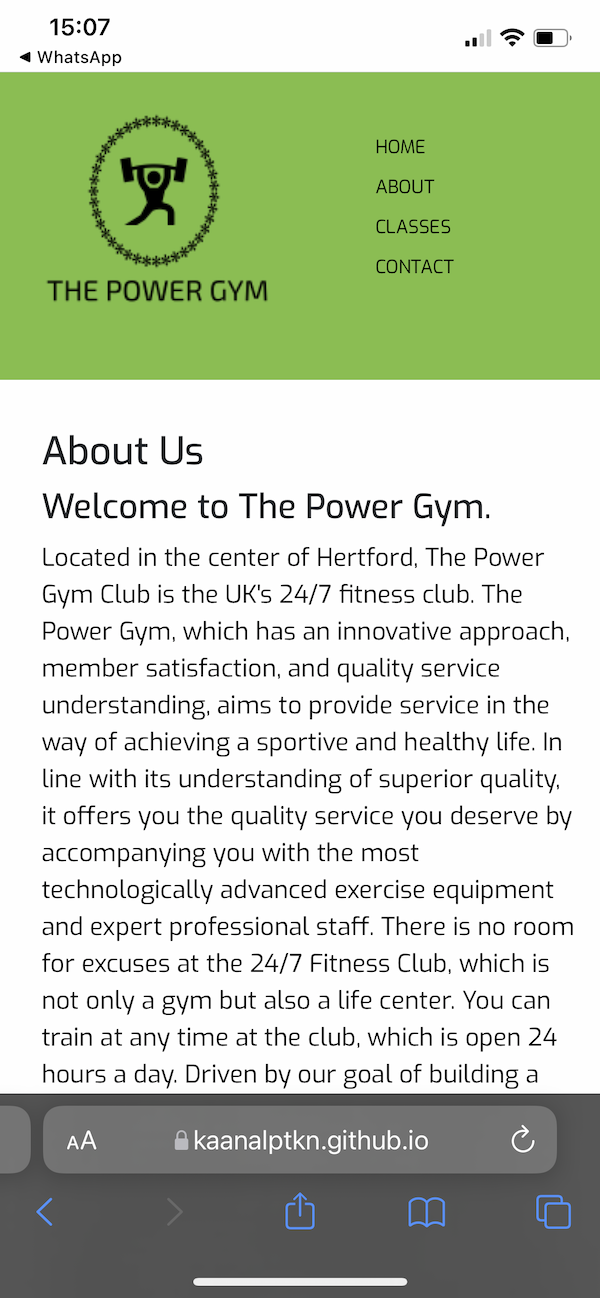 15:07
◀ WhatsApp
THE POWER GYM
HOME
ABOUT
CLASSES
CONTACT
About Us
Welcome to The Power Gym.
Located in the center of Hertford, The Power
Gym Club is the UK's 24/7 fitness club. The
Power Gym, which has an innovative approach,
member satisfaction, and quality service
understanding, aims to provide service in the
way of achieving a sportive and healthy life. In
line with its understanding of superior quality,
it offers you the quality service you deserve by
accompanying you with the most
technologically advanced exercise equipment
and expert professional staff. There is no room
for excuses at the 24/7 Fitness Club, which is
not only a gym but also a life center. You can
train at any time at the club, which is open 24
hours a day. Driven by our goal of building a
AA kaanalptkn.github.io